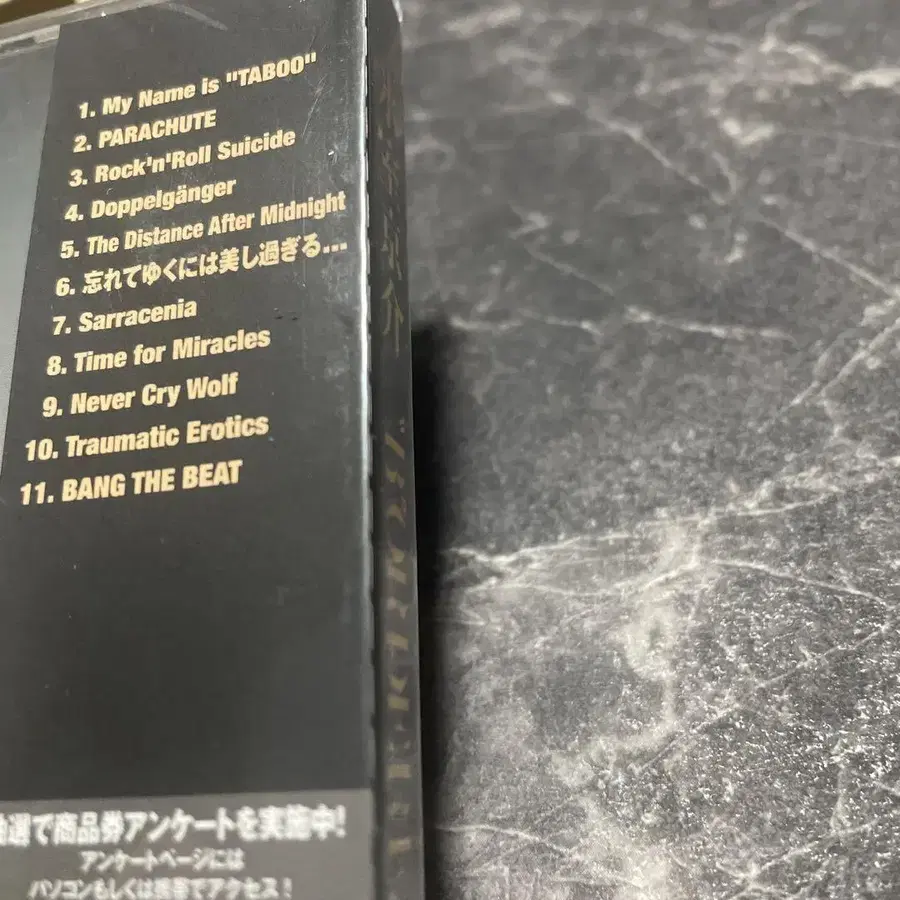 1. My Name is "TABOO"
2. PARACHUTE
3. Rock'n'Roll Suicide
4. Doppelgänger
5. The Distance After Midnight
6. 忘れてゆくには美し過ぎる...
7. Sarracenia
8. Time for Miracles
9. Never Cry Wolf
10. Traumatic Erotics
11. BANG THE BEAT
抽選で商品券アンケートを実施中!
アンケートページには
パソコンもしくは携帯でアクセス!
介